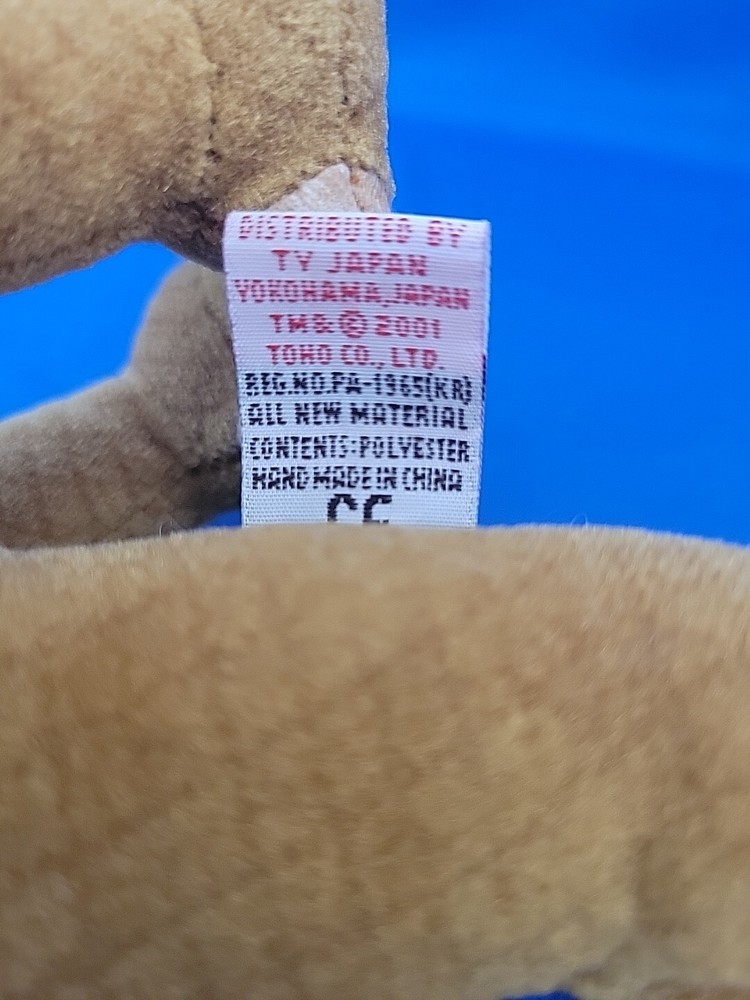 DISTRIBUTED BY
TY JAPAN
YOKOHAMA,JAPAN
TM&©2001
TOHO CO., LTD.
REG.NO.PA-1965(KR)
ALL NEW MATERIAL
CONTENTS:POLYESTER
HAND MADE IN CHINA
CE